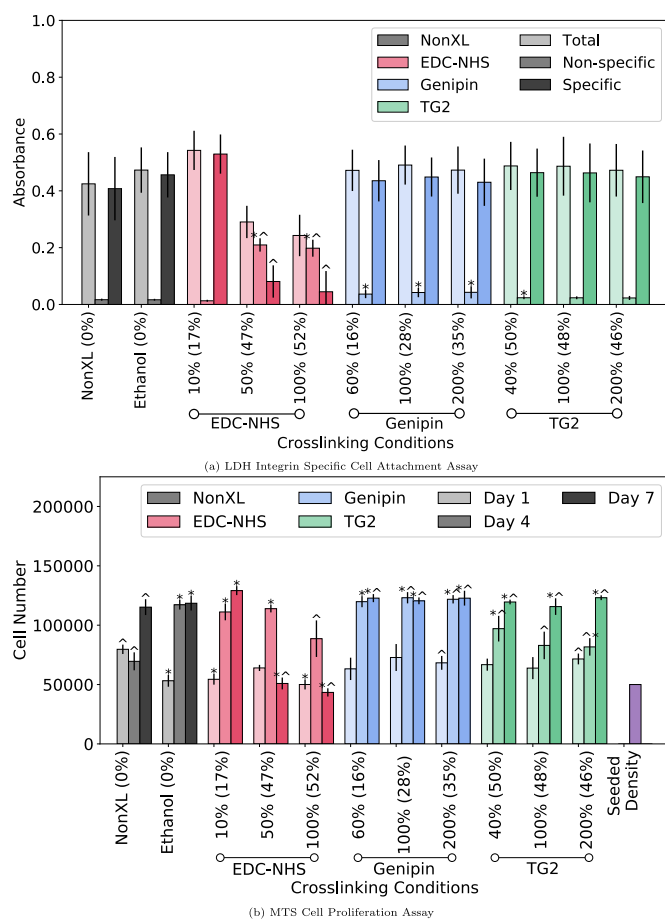 1.0
0.8
0.6
0.4
0.2
0.0
Absorbance
NonXL
EDC-NHS
Genipin
TG2
Total
Non-specific
Specific
*^
^
*^
^
*
*
*
*
NonXL (0%)
Ethanol (0%)
10% (17%)
50% (47%)
100% (52%)
60% (16%)
100% (28%)
200% (35%)
40% (50%)
100% (48%)
200% (46%)
EDC-NHS
Genipin
TG2
Crosslinking Conditions
(a) LDH Integrin Specific Cell Attachment Assay
200000
150000
100000
50000
0
Cell Number
NonXL
EDC-NHS
Genipin
TG2
Day 1
Day 4
Day 7
^
^
^
*
*
*
*
*
*
*
*^
*
^
*^
*^
*^
*^
*^
^
*^
*^
*^
*^
^
*^
^
^
*
*^
NonXL (0%)
Ethanol (0%)
10% (17%)
50% (47%)
100% (52%)
60% (16%)
100% (28%)
200% (35%)
40% (50%)
100% (48%)
200% (46%)
Seeded
Density
EDC-NHS
Genipin
TG2
Crosslinking Conditions
(b) MTS Cell Proliferation Assay